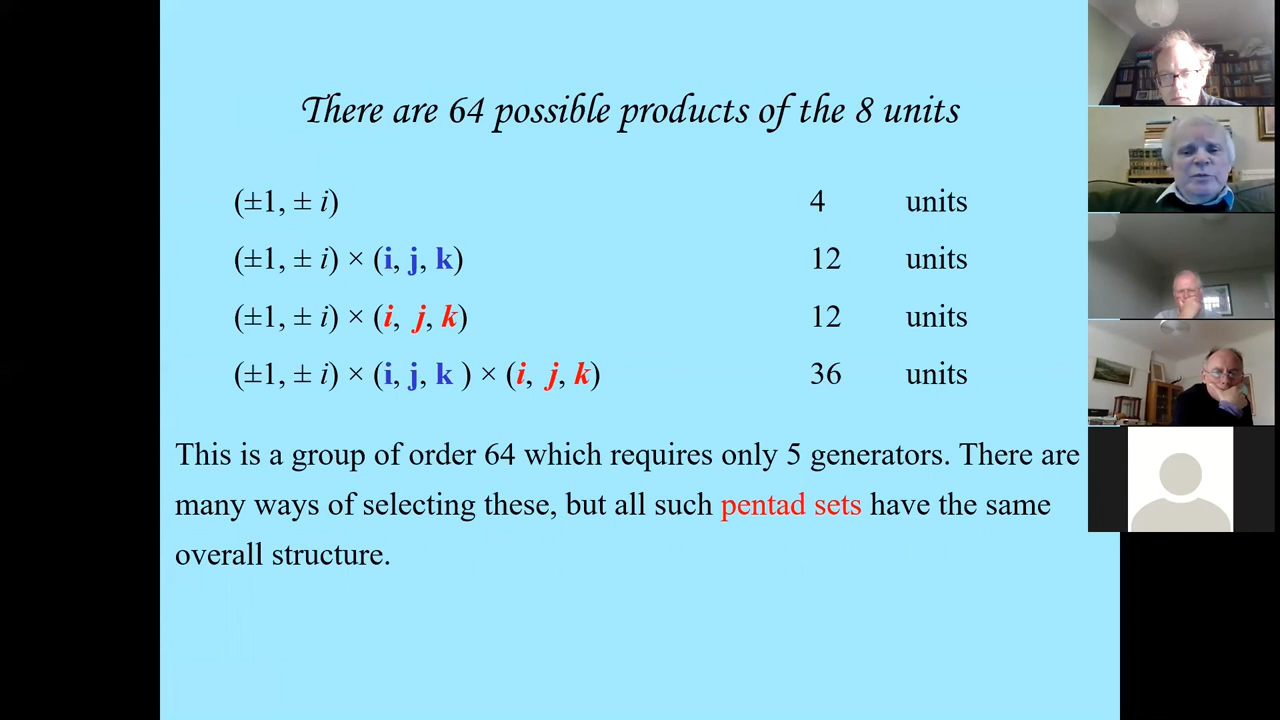 There are 64 possible products of the 8 units
(±1, ± i) 4 units
(±1, ± i) × (i, j, k) 12 units
(±1, ± i) × (i, j, k) 12 units
(±1, ± i) × (i, j, k ) × (i, j, k) 36 units
This is a group of order 64 which requires only 5 generators. There are
many ways of selecting these, but all such pentad sets have the same
overall structure.